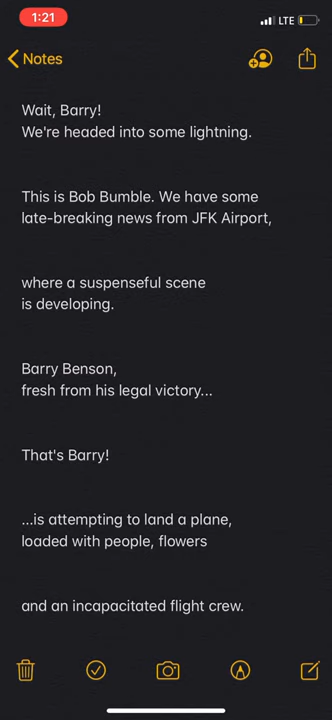 1:21
LTE
Notes
Wait, Barry!
We're headed into some lightning.
This is Bob Bumble. We have some
late-breaking news from JFK Airport,
where a suspenseful scene
is developing.
Barry Benson,
fresh from his legal victory...
That's Barry!
...is attempting to land a plane,
loaded with people, flowers
and an incapacitated flight crew.